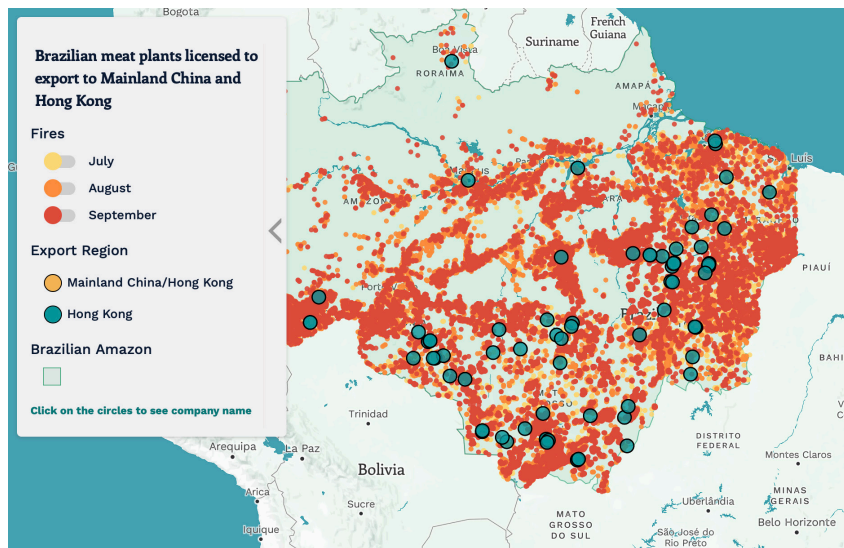 Brazilian meat plants licensed to
export to Mainland China and
Hong Kong
Fires
July
August
September
Export Region
Mainland China/Hong Kong
Hong Kong
Brazilian Amazon
Click on the circles to see company name
Bogota
French
Guiana
Suriname
Boa Vista
RORAIMA
AMAPÁ
Luis
PIAUÍ
BAHI
Trinidad
DISTRITO
FEDERAL
Arequipa
La Paz
Bolivia
Montes Claros
Arica
Sucre
MINAS
GERAIS
Uberlândia
MATO
GROSSO
DO SUL
Belo Horizonte
Iquique
São José do
Rio Preto